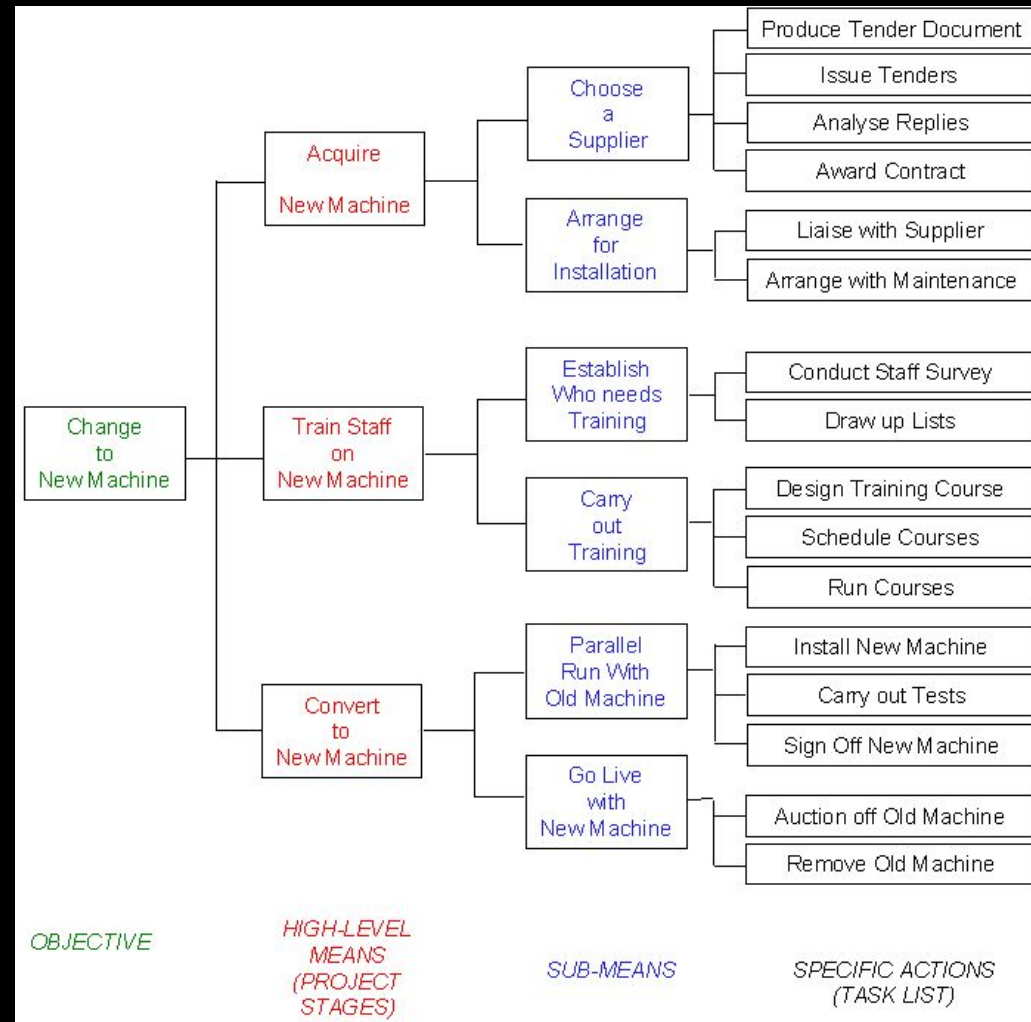 Change
to
New Machine
Acquire
New Machine
Choose
a
Supplier
Produce Tender Document
Issue Tenders
Analyse Replies
Award Contract
Arrange
for
Installation
Liaise with Supplier
Arrange with Maintenance
Train Staff
on
New Machine
Establish
Who needs
Training
Conduct Staff Survey
Draw up Lists
Carry
out
Training
Design Training Course
Schedule Courses
Run Courses
Convert
to
New Machine
Parallel
Run With
Old Machine
Install New Machine
Carry out Tests
Sign Off New Machine
Go Live
with
New Machine
Auction off Old Machine
Remove Old Machine
OBJECTIVE
HIGH-LEVEL
MEANS
(PROJECT
STAGES)
SUB-MEANS
SPECIFIC ACTIONS
(TASK LIST)